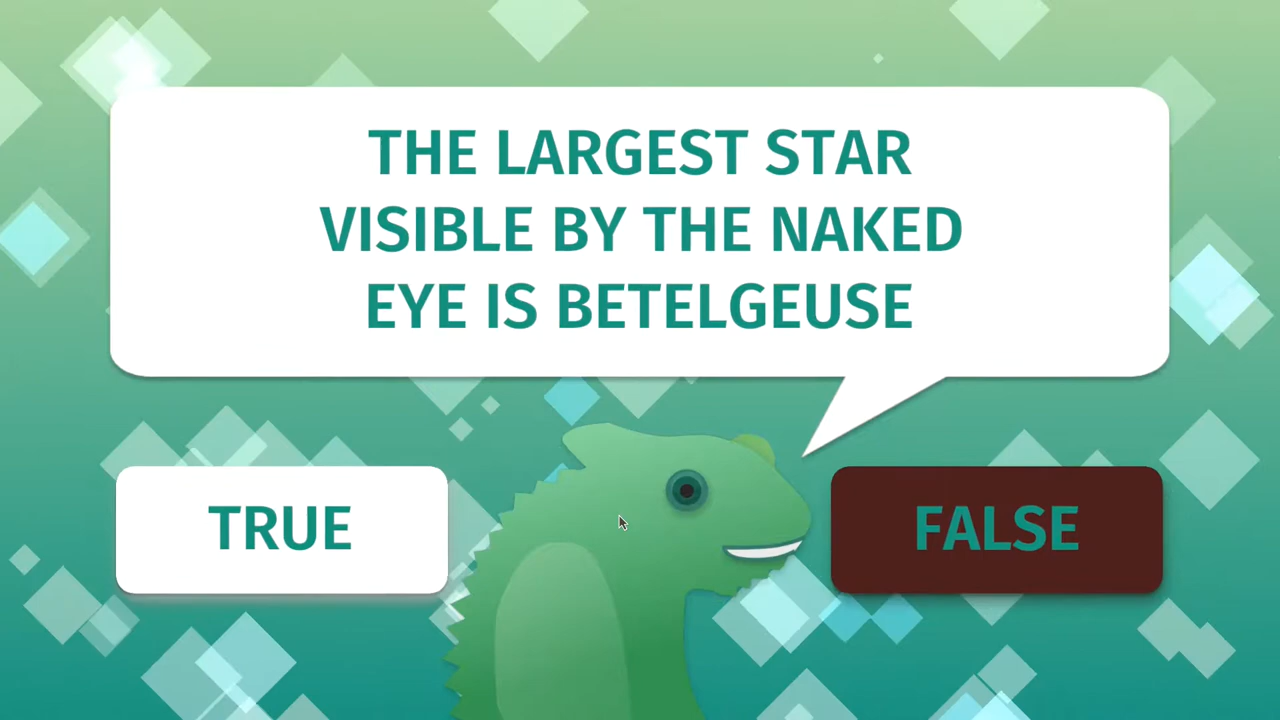 THE LARGEST STAR
VISIBLE BY THE NAKED
EYE IS BETELGEUSE
TRUE
FALSE